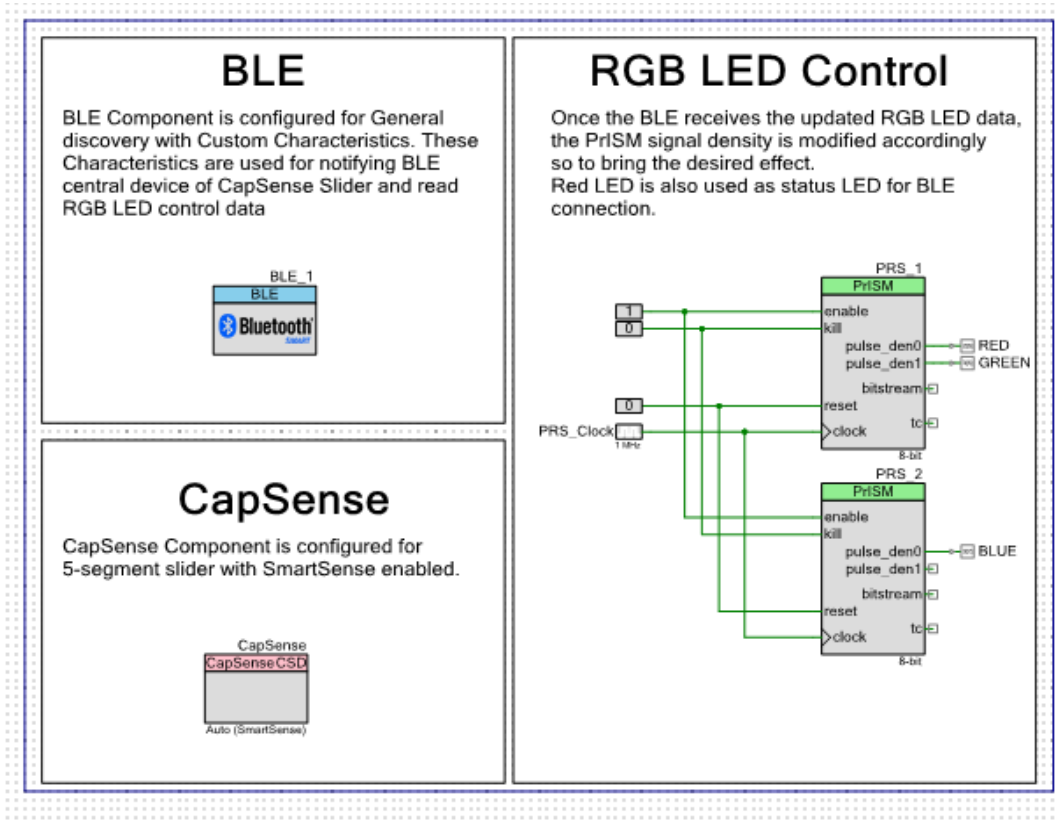 BLE
BLE Component is configured for General
discovery with Custom Characteristics. These
Characteristics are used for notifying BLE
central device of CapSense Slider and read
RGB LED control data
BLE_1
BLE
Bluetooth
SMART
CapSense
CapSense Component is configured for
5-segment slider with SmartSense enabled.
CapSense
CapSenseCSD
Auto (SmartSense)
RGB LED Control
Once the BLE receives the updated RGB LED data,
the PrISM signal density is modified accordingly
so to bring the desired effect.
Red LED is also used as status LED for BLE
connection.
PRS_1
PrISM
1
enable
0
kill
pulse_den0
RED
pulse_den1
GREEN
bitstream
0
reset
tc
PRS_Clock
clock
1 MHz
8-bit
PRS_2
PrISM
enable
kill
pulse_den0
BLUE
pulse_den1
bitstream
reset
tc
clock
8-bit